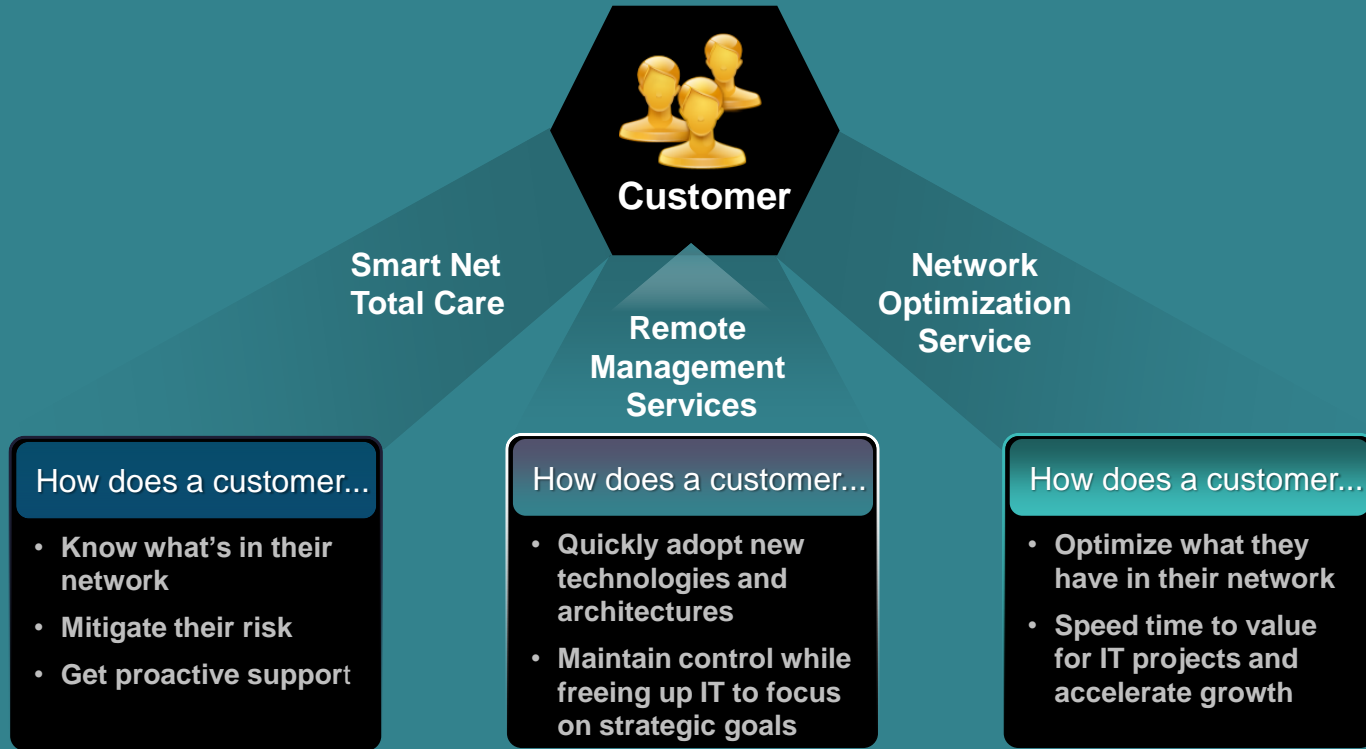 Customer
Smart Net
Total Care
Remote
Management
Services
Network
Optimization
Service
How does a customer...
• Know what's in their
network
• Mitigate their risk
• Get proactive support
How does a customer...
• Quickly adopt new
technologies and
architectures
• Maintain control while
freeing up IT to focus
on strategic goals
How does a customer...
• Optimize what they
have in their network
• Speed time to value
for IT projects and
accelerate growth